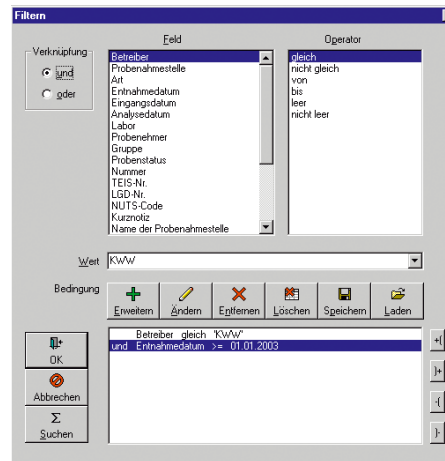 Filtern
Feld
Operator
Verknüpfung
und
oder
Betreiber
Probenahmestelle
Art
Entnahmedatum
Eingangsdatum
Analysedatum
Labor
Probenehmer
Gruppe
Probenstatus
Nummer
TEIS-Nr.
LGD-Nr.
NUTS-Code
Kurznotiz
Name der Probenahmestelle
gleich
nicht gleich
von
bis
leer
nicht leer
Wert KWW
Bedingung
Erweitern Ändern Entfernen Löschen Speichern Laden
OK
Abbrechen
Σ
Suchen
Betreiber gleich 'KWW'
und Entnahmedatum >= 01.01.2003
+(
)+
-(
)-